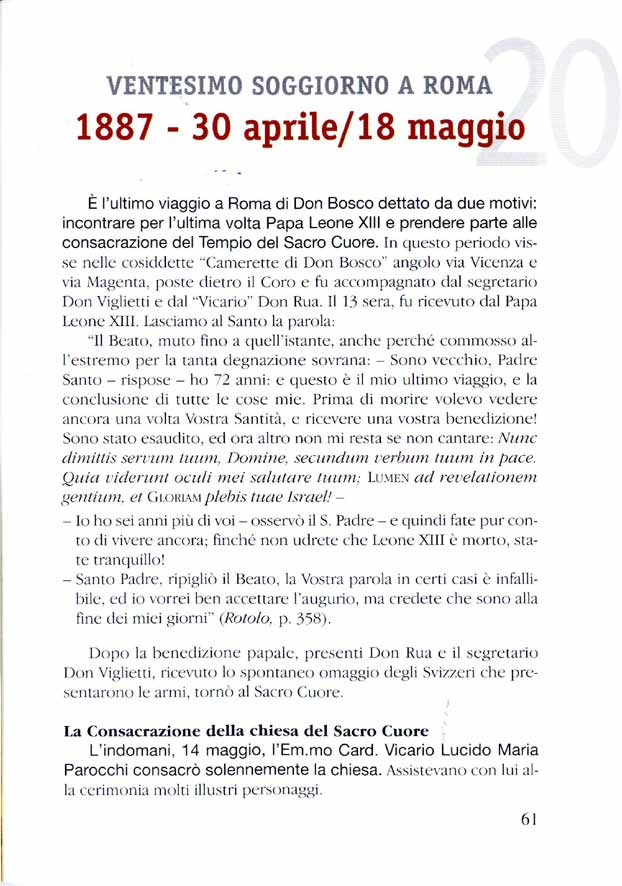 20
VENTESIMO SOGGIORNO A ROMA
1887 - 30 aprile/18 maggio
È l'ultimo viaggio a Roma di Don Bosco dettato da due motivi:
incontrare per l'ultima volta Papa Leone XIII e prendere parte alle
consacrazione del Tempio del Sacro Cuore. In questo periodo vis-
se nelle cosiddette “Camerette di Don Bosco” angolo via Vicenza e
via Magenta, poste dietro il Coro e fu accompagnato dal segretario
Don Viglietti e dal “Vicario” Don Rua. Il 13 sera, fu ricevuto dal Papa
Leone XIII. Lasciamo al Santo la parola:
“Il Beato, muto fino a quell'istante, anche perché commosso al-
l'estremo per la tanta degnazione sovrana: – Sono vecchio, Padre
Santo – rispose – ho 72 anni: e questo è il mio ultimo viaggio, e la
conclusione di tutte le cose mie. Prima di morire volevo vedere
ancora una volta Vostra Santità, e ricevere una vostra benedizione!
Sono stato esaudito, ed ora altro non mi resta se non cantare: Nunc
dimittis servum tuum, Domine, secundum verbum tuum in pace.
Quia viderunt oculi mei salutare tuum; LUMEN ad revelationem
gentium, et GLORIAM plebis tuae Israel! –
– Io ho sei anni più di voi – osservò il S. Padre – e quindi fate pur con-
to di vivere ancora; finché non udrete che Leone XIII è morto, sta-
te tranquillo!
– Santo Padre, ripigliò il Beato, la Vostra parola in certi casi è infalli-
bile, ed io vorrei ben accettare l'augurio, ma credete che sono alla
fine dei miei giorni” (Rotolo, p. 358).
Dopo la benedizione papale, presenti Don Rua e il segretario
Don Viglietti, ricevuto lo spontaneo omaggio degli Svizzeri che pre-
sentarono le armi, tornò al Sacro Cuore.
La Consacrazione della chiesa del Sacro Cuore
L'indomani, 14 maggio, l'Em.mo Card. Vicario Lucido Maria
Parocchi consacrò solennemente la chiesa. Assistevano con lui al-
la cerimonia molti illustri personaggi.
61